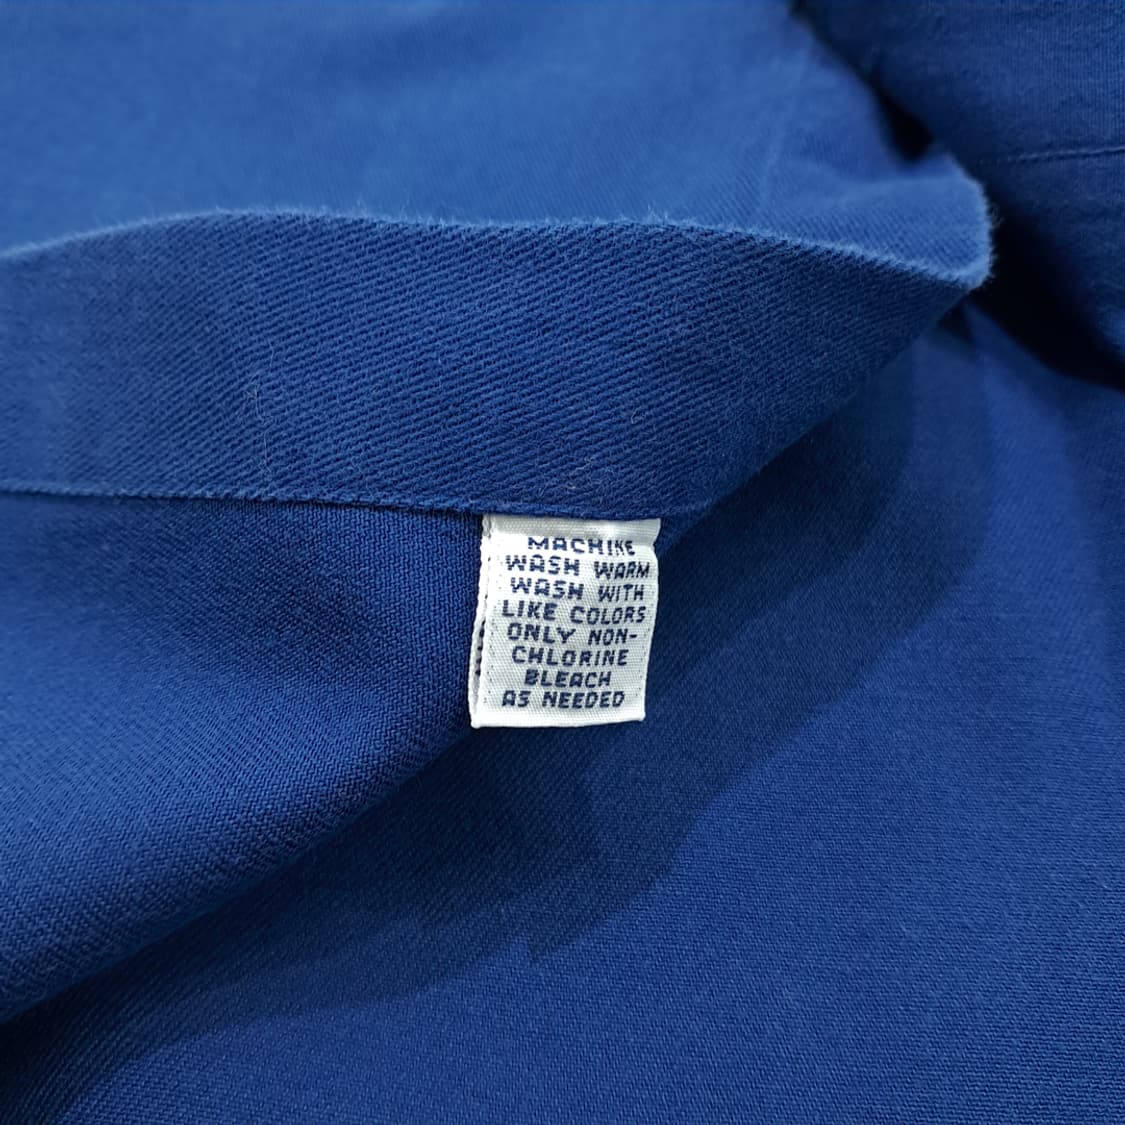 MACHINE
WASH WARM
WASH WITH
LIKE COLORS
ONLY NON-
CHLORINE
BLEACH
AS NEEDED